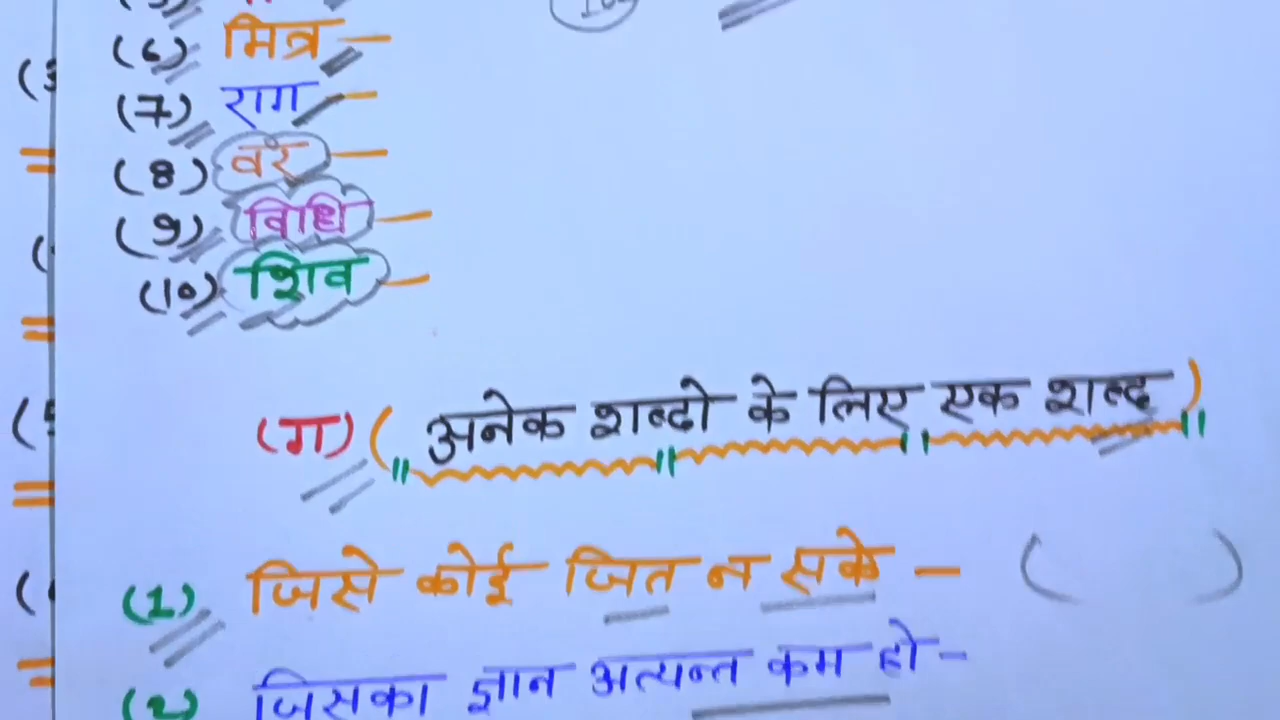 (6) मित्र —
(7) राग —
(8) वर —
(9) विधि —
(10) शिव —
(ग) ( अनेक शब्दो के लिए एक शब्द )
(1) जिसे कोई जित न सके — ( )
(2) जिसका ज्ञान अत्यन्त कम हो -